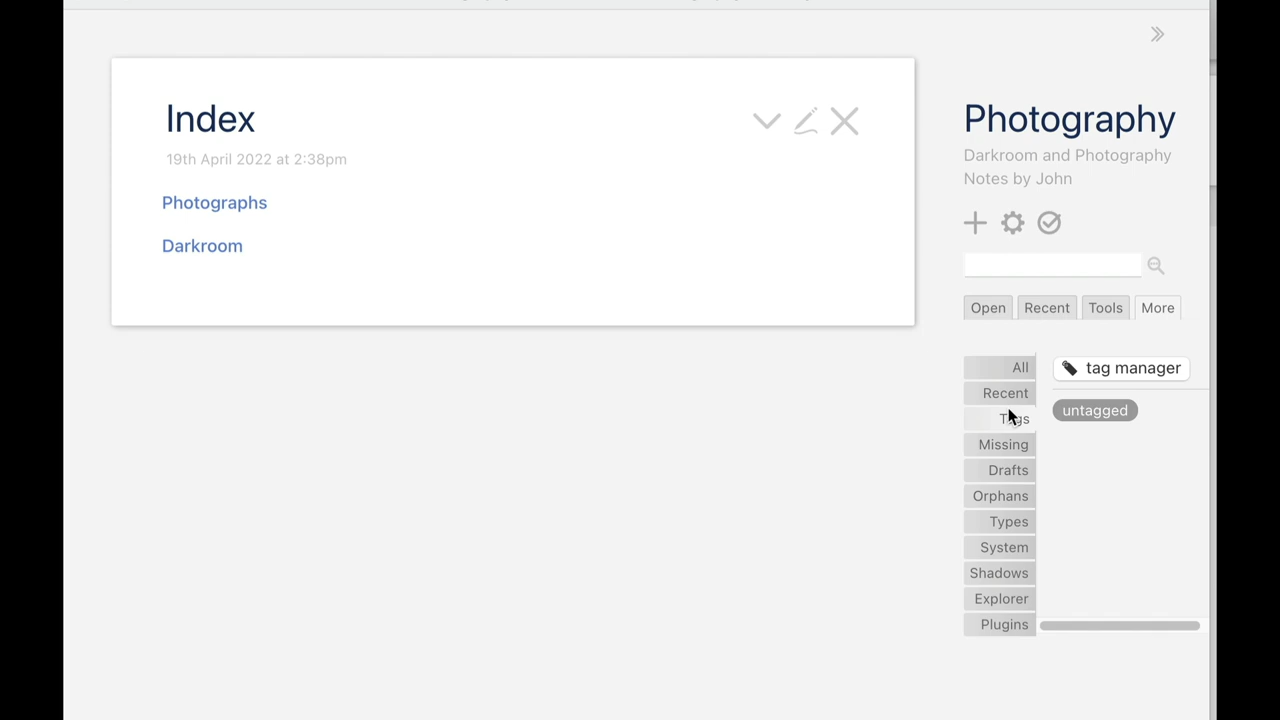 Index
19th April 2022 at 2:38pm
Photographs
Darkroom
Photography
Darkroom and Photography
Notes by John
Open Recent Tools More
All
Recent
Tags
Missing
Drafts
Orphans
Types
System
Shadows
Explorer
Plugins
tag manager
untagged